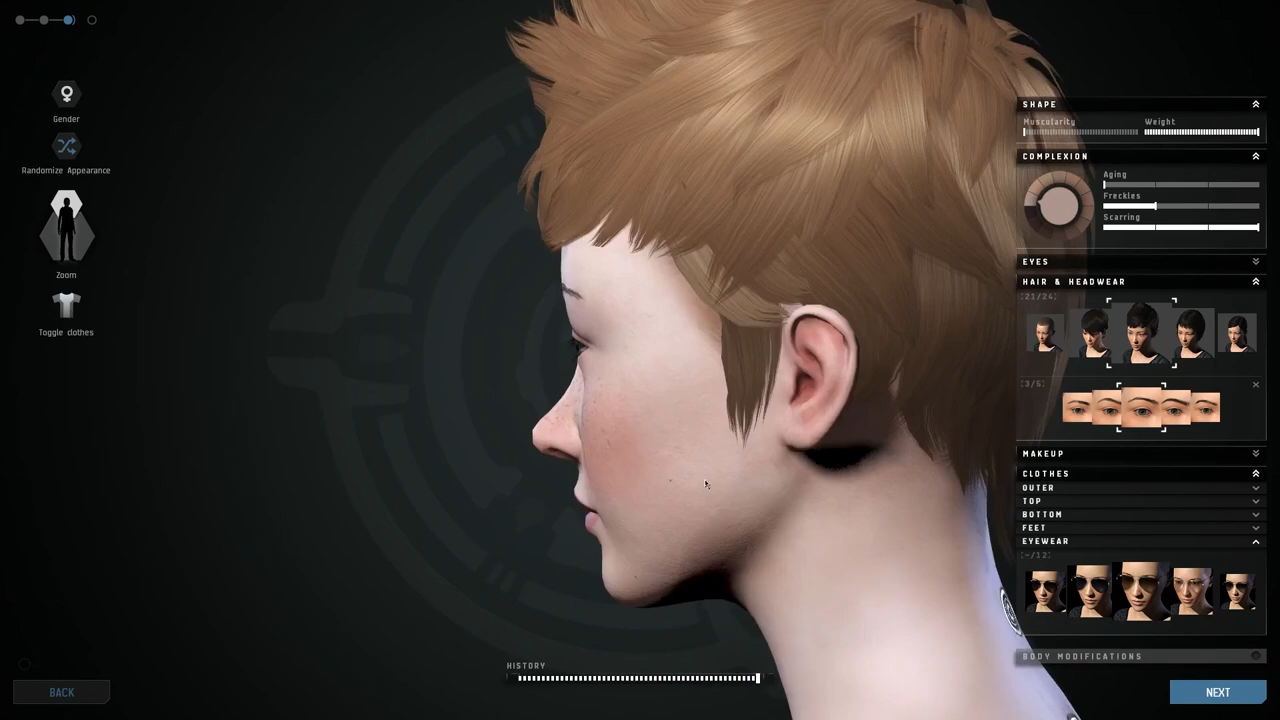 Gender
Randomize Appearance
Zoom
Toggle clothes
BACK
HISTORY
SHAPE
Muscularity Weight
COMPLEXION
Aging
Freckles
Scarring
EYES
HAIR & HEADWEAR
[21/24]
[3/5]
MAKEUP
CLOTHES
OUTER
TOP
BOTTOM
FEET
EYEWEAR
[-/12]
BODY MODIFICATIONS
NEXT